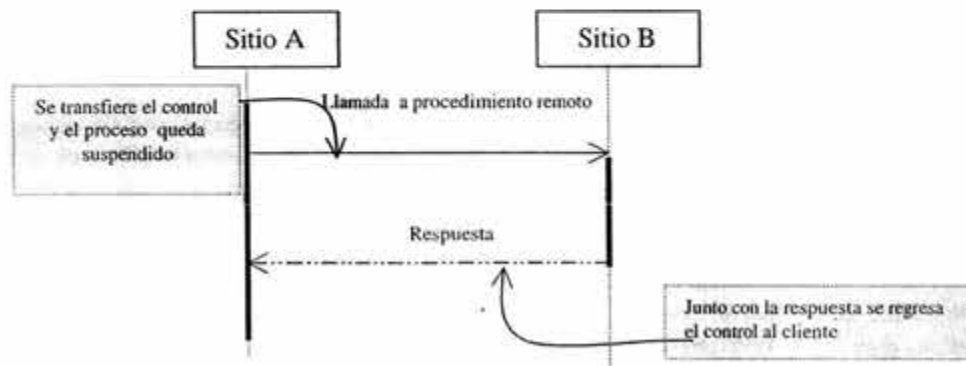 Sitio A
Sitio B
Se transfiere el control
y el proceso queda
suspendido
Llamada a procedimiento remoto
Respuesta
Junto con la respuesta se regresa
el control al cliente